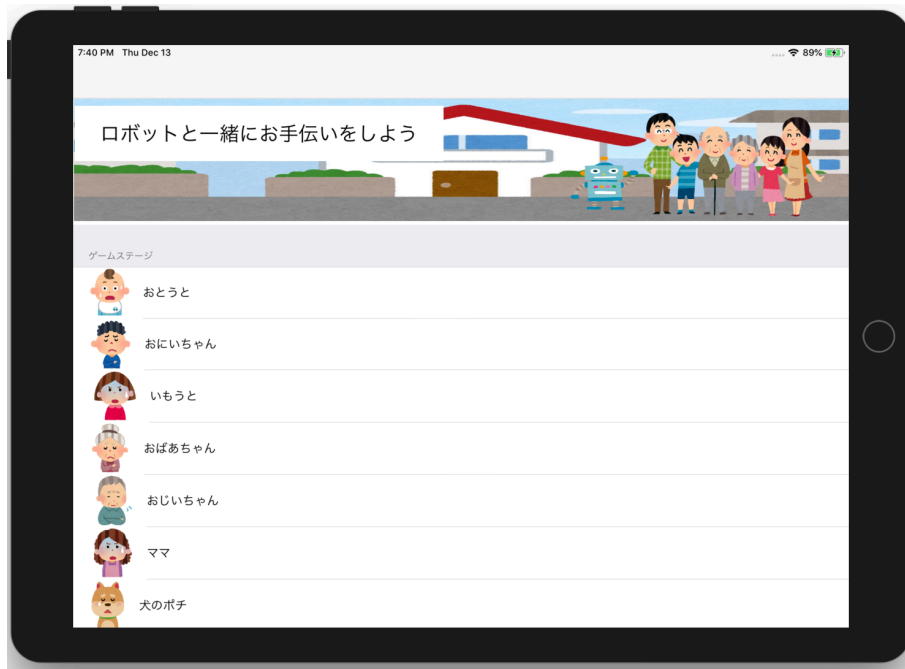 7:40 PM Thu Dec 13
89%
ロボットと一緒にお手伝いをしよう
ゲームステージ
おとうと
おにいちゃん
いもうと
おばあちゃん
おじいちゃん
ママ
犬のポチ